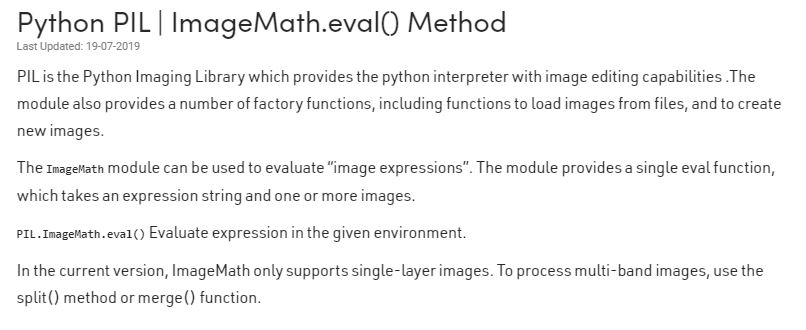 Python PIL | ImageMath.eval() Method
Last Updated: 19-07-2019
PIL is the Python Imaging Library which provides the python interpreter with image editing capabilities .The
module also provides a number of factory functions, including functions to load images from files, and to create
new images.
The ImageMath module can be used to evaluate “image expressions”. The module provides a single eval function,
which takes an expression string and one or more images.
PIL.ImageMath.eval() Evaluate expression in the given environment.
In the current version, ImageMath only supports single-layer images. To process multi-band images, use the
split() method or merge() function.